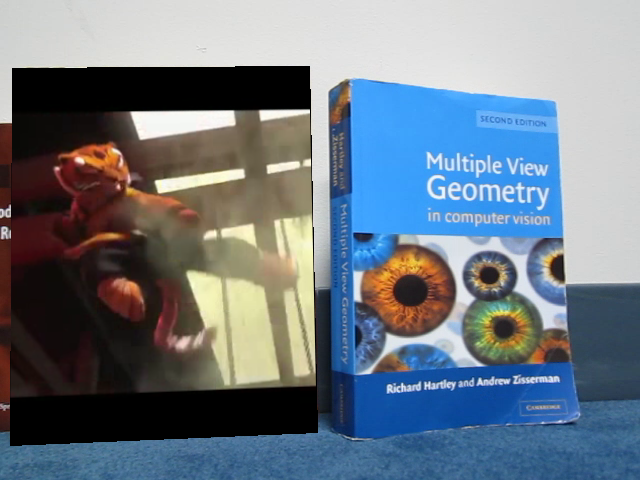 SECOND EDITION
Multiple View
Geometry
in computer vision
Richard Hartley and Andrew Zisserman
CAMBRIDGE
Hartley and
Zisserman
Multiple View Geometry